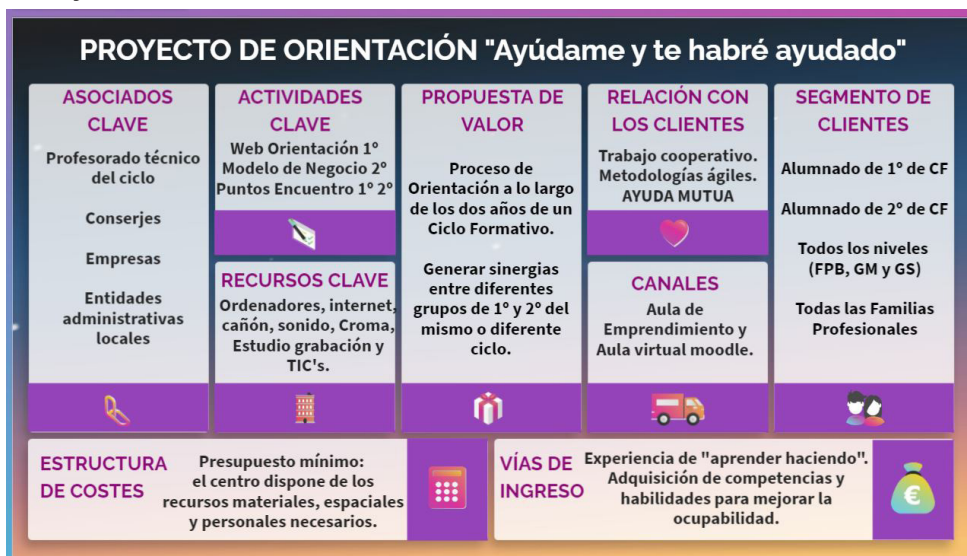 PROYECTO DE ORIENTACIÓN "Ayúdame y te habré ayudado"
ASOCIADOS
CLAVE
Profesorado técnico
del ciclo
Conserjes
Empresas
Entidades
administrativas
locales
ACTIVIDADES
CLAVE
Web Orientación 1º
Modelo de Negocio 2º
Puntos Encuentro 1º 2º
RECURSOS CLAVE
Ordenadores, internet,
cañón, sonido, Croma,
Estudio grabación y
TIC's.
PROPUESTA DE
VALOR
Proceso de
Orientación a lo largo
de los dos años de un
Ciclo Formativo.
Generar sinergias
entre diferentes
grupos de 1º y 2º del
mismo o diferente
ciclo.
RELACIÓN CON
LOS CLIENTES
Trabajo cooperativo.
Metodologías ágiles.
AYUDA MUTUA
CANALES
Aula de
Emprendimiento y
Aula virtual moodle.
SEGMENTO DE
CLIENTES
Alumnado de 1º de CF
Alumnado de 2º de CF
Todos los niveles
(FPB, GM y GS)
Todas las Familias
Profesionales
ESTRUCTURA
DE COSTES
Presupuesto mínimo:
el centro dispone de los
recursos materiales, espaciales
y personales necesarios.
VÍAS DE
INGRESO
Experiencia de "aprender haciendo".
Adquisición de competencias y
habilidades para mejorar la
ocupabilidad.
€